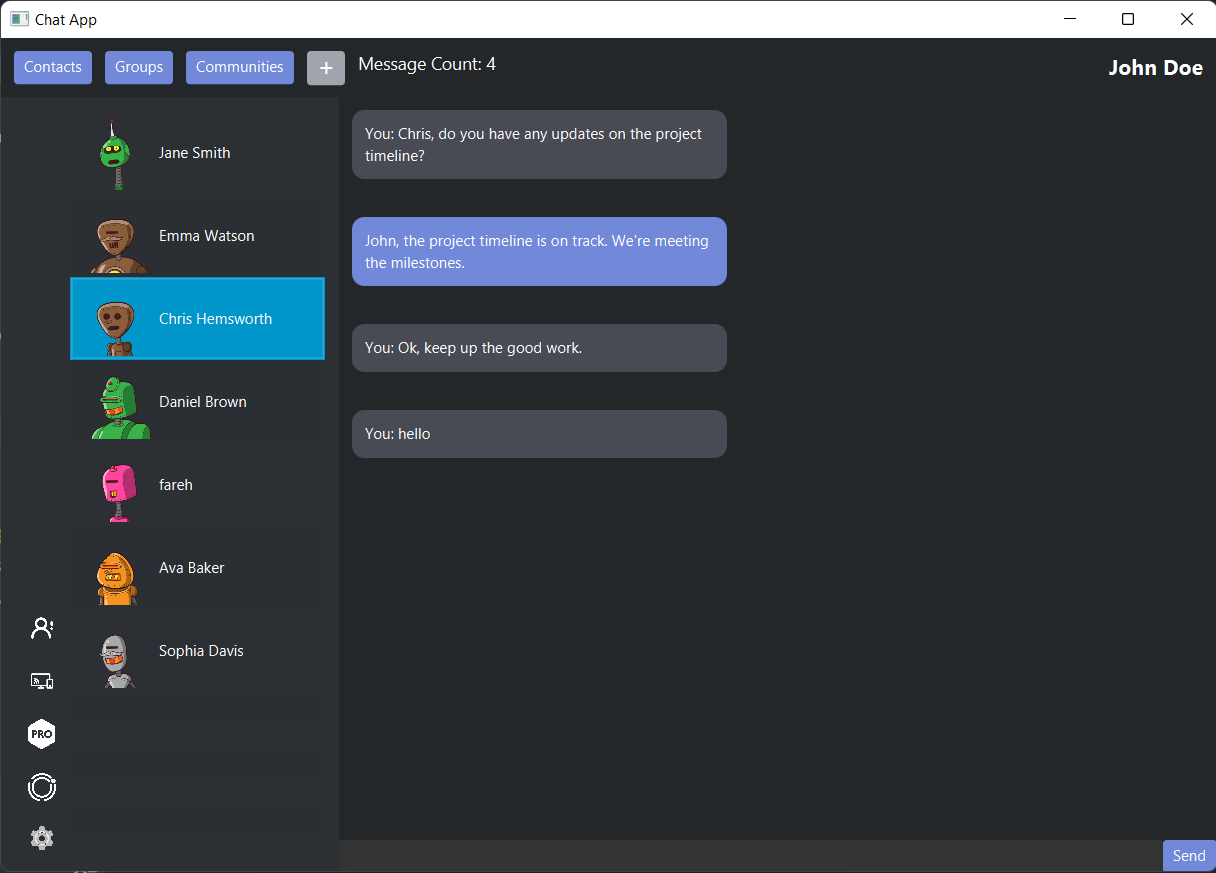 Chat App
Contacts
Groups
Communities
+
Message Count: 4
John Doe
Jane Smith
Emma Watson
Chris Hemsworth
Daniel Brown
fareh
Ava Baker
Sophia Davis
PRO
You: Chris, do you have any updates on the project
timeline?
John, the project timeline is on track. We're meeting
the milestones.
You: Ok, keep up the good work.
You: hello
Send